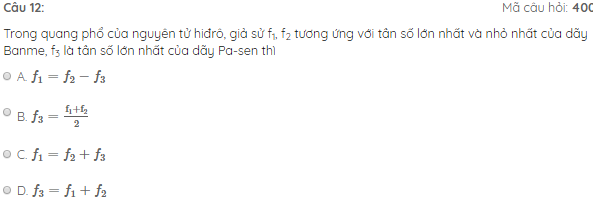 Câu 12: Mã câu hỏi: 400
Trong quang phổ của nguyên tử hiđrô, giả sử f₁, f₂ tương ứng với tân số lớn nhất và nhỏ nhất của dãy
Banme, f₃ là tân số lớn nhất của dãy Pa-sen thì
A. f₁ = f₂ − f₃
B. f₃ = (f₁+f₂)/2
C. f₁ = f₂ + f₃
D. f₃ = f₁ + f₂